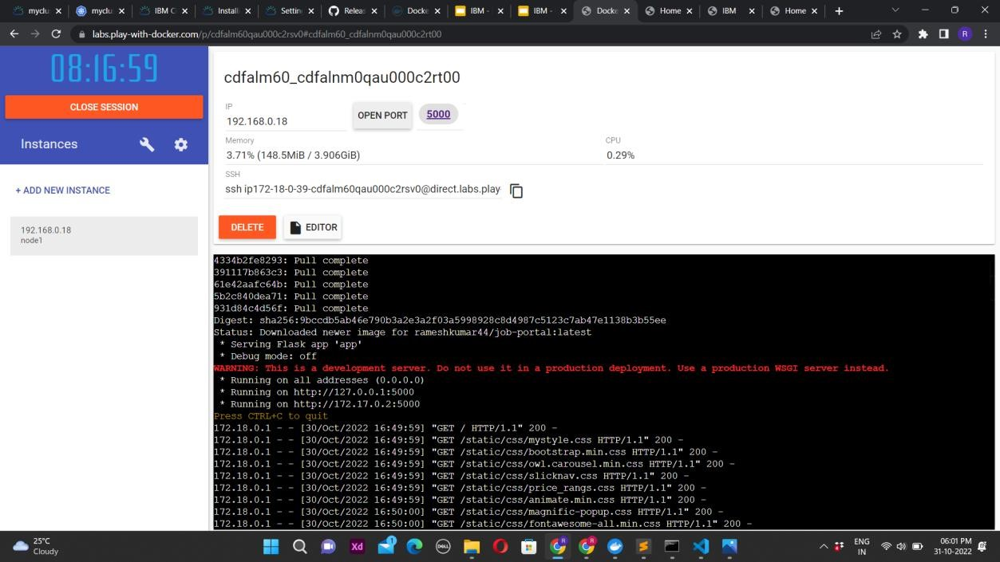 myclus
myclus
IBM C
Install
Settin
Releas
Docke
IBM -
IBM -
Docke
Home
IBM
Home
labs.play-with-docker.com/p/cdfalm60qau000c2rsv0#cdfalm60_cdfalnm0qau000c2rt00
R
08:16:59
CLOSE SESSION
Instances
+ ADD NEW INSTANCE
192.168.0.18
node1
cdfalm60_cdfalnm0qau000c2rt00
IP
192.168.0.18
OPEN PORT
5000
Memory
3.71% (148.5MiB / 3.906GiB)
CPU
0.29%
SSH
ssh ip172-18-0-39-cdfalm60qau000c2rsv0@direct.labs.play-
DELETE
EDITOR
4334b2fe8293: Pull complete
391117b863c3: Pull complete
61e42aafc64b: Pull complete
5b2c840dea71: Pull complete
931d84c4d56f: Pull complete
Digest: sha256:9bccdb5ab46e790b3a2e3a2f03a5998928c8d4987c5123c7ab47e1138b3b55ee
Status: Downloaded newer image for rameshkumar44/job-portal:latest
* Serving Flask app 'app'
* Debug mode: off
WARNING: This is a development server. Do not use it in a production deployment. Use a production WSGI server instead.
* Running on all addresses (0.0.0.0)
* Running on http://127.0.0.1:5000
* Running on http://172.17.0.2:5000
Press CTRL+C to quit
172.18.0.1 - - [30/Oct/2022 16:49:59] "GET / HTTP/1.1" 200 -
172.18.0.1 - - [30/Oct/2022 16:49:59] "GET /static/css/mystyle.css HTTP/1.1" 200 -
172.18.0.1 - - [30/Oct/2022 16:49:59] "GET /static/css/bootstrap.min.css HTTP/1.1" 200 -
172.18.0.1 - - [30/Oct/2022 16:49:59] "GET /static/css/owl.carousel.min.css HTTP/1.1" 200 -
172.18.0.1 - - [30/Oct/2022 16:49:59] "GET /static/css/slicknav.css HTTP/1.1" 200 -
172.18.0.1 - - [30/Oct/2022 16:49:59] "GET /static/css/price_rangs.css HTTP/1.1" 200 -
172.18.0.1 - - [30/Oct/2022 16:49:59] "GET /static/css/animate.min.css HTTP/1.1" 200 -
172.18.0.1 - - [30/Oct/2022 16:50:00] "GET /static/css/magnific-popup.css HTTP/1.1" 200 -
172.18.0.1 - - [30/Oct/2022 16:50:00] "GET /static/css/fontawesome-all.min.css HTTP/1.1" 200 -
25°C
Cloudy
Xd
1
DELL
R
R
ENG
IN
06:01 PM
31-10-2022